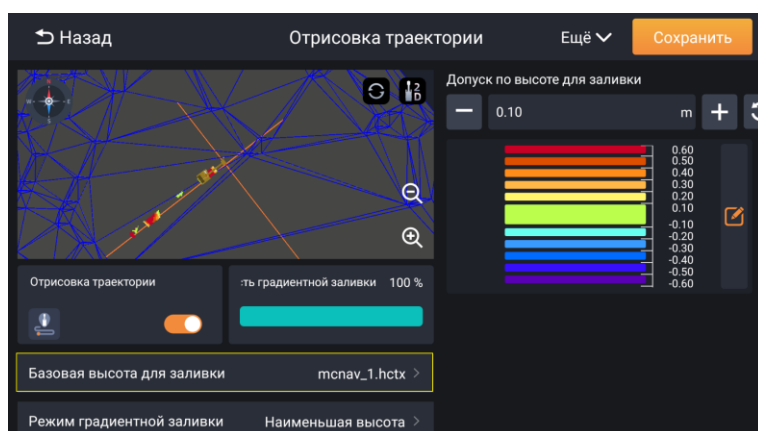 Назад
Отрисовка траектории
Ещё
Сохранить
N
W
E
S
12
D
Отрисовка траектории
ть градиентной заливки 100 %
Базовая высота для заливки mcnav_1.hctx
Режим градиентной заливки Наименьшая высота
Допуск по высоте для заливки
0.10 m
0.60
0.50
0.40
0.30
0.20
0.10
-0.10
-0.20
-0.30
-0.40
-0.50
-0.60